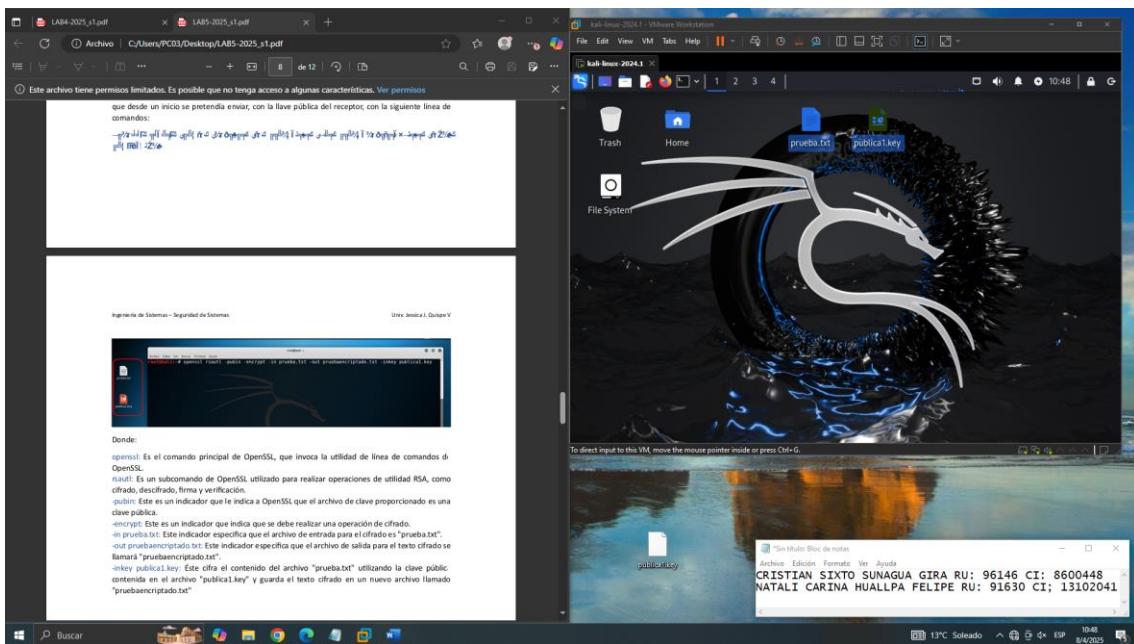 LAB4-2025_s1.pdf
LAB5-2025_s1.pdf
Archivo C:/Users/PC03/Desktop/LAB5-2025_s1.pdf
8 de 12
Este archivo tiene permisos limitados. Es posible que no tenga acceso a algunas características. Ver permisos
que desde un inicio se pretendía enviar, con la llave pública del receptor, con la siguiente línea de
comandos:
Ingeniería de Sistemas – Seguridad de Sistemas Univ. Jessica J. Quispe V
openssl rsautl -pubin -encrypt -in prueba.txt -out pruebaencriptado.txt -inkey publica1.key
Donde:
openssl: Es el comando principal de OpenSSL, que invoca la utilidad de línea de comandos d
OpenSSL.
rsautl: Es un subcomando de OpenSSL utilizado para realizar operaciones de utilidad RSA, como
cifrado, descifrado, firma y verificación.
-pubin: Este es un indicador que le indica a OpenSSL que el archivo de clave proporcionado es una
clave pública.
-encrypt: Este es un indicador que indica que se debe realizar una operación de cifrado.
-in prueba.txt: Este indicador especifica que el archivo de entrada para el cifrado es "prueba.txt".
-out pruebaencriptado.txt: Este indicador especifica que el archivo de salida para el texto cifrado se
llamará "pruebaencriptado.txt".
-inkey publica1.key: Éste cifra el contenido del archivo "prueba.txt" utilizando la clave públic
contenida en el archivo "publica1.key" y guarda el texto cifrado en un nuevo archivo llamado
"pruebaencriptado.txt"
kali-linux-2024.1 - VMware Workstation
File Edit View VM Tabs Help
kali-linux-2024.1
1 2 3 4
10:48
Trash
Home
prueba.txt
publica1.key
File System
To direct input to this VM, move the mouse pointer inside or press Ctrl+G.
publica1.key
*Sin título: Bloc de notas
Archivo Edición Formato Ver Ayuda
CRISTIAN SIXTO SUNAGUA GIRA RU: 96146 CI: 8600448
NATALI CARINA HUALLPA FELIPE RU: 91630 CI; 13102041
Buscar
13°C Soleado
ESP
10:48
8/4/2025